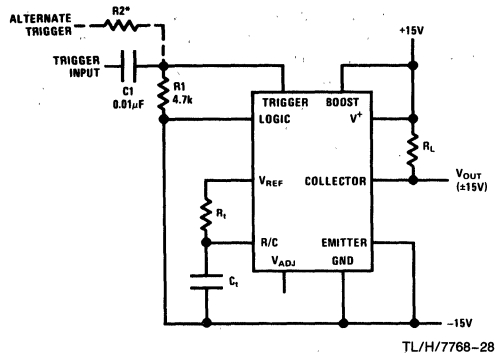 ALTERNATE
TRIGGER
R2*
+15V
TRIGGER
INPUT
C1
0.01μF
R1
4.7k
TRIGGER
BOOST
LOGIC
V+
RL
VREF
COLLECTOR
VOUT
(±15V)
Rt
R/C
EMITTER
VADJ
GND
Ct
−15V
TL/H/7768–28